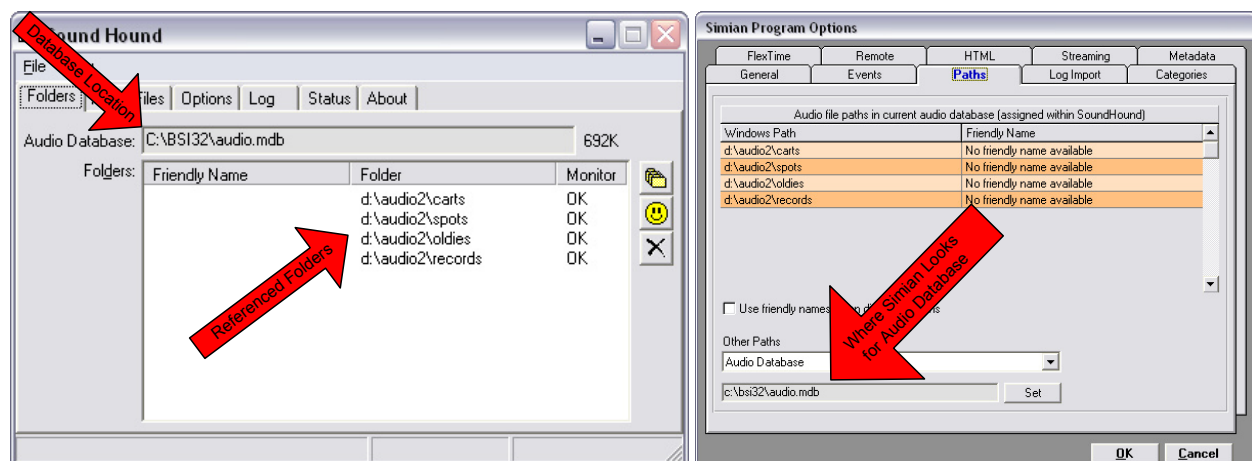 Sound Hound
File
Folders Files Options Log Status About
Database Location
Audio Database: C:\BSI32\audio.mdb 692K
Folders: Friendly Name Folder Monitor
d:\audio2\carts OK
d:\audio2\spots OK
d:\audio2\oldies OK
d:\audio2\records OK
Referenced Folders
Simian Program Options
FlexTime Remote HTML Streaming Metadata
General Events Paths Log Import Categories
Audio file paths in current audio database (assigned within SoundHound)
Windows Path Friendly Name
d:\audio2\carts No friendly name available
d:\audio2\spots No friendly name available
d:\audio2\oldies No friendly name available
d:\audio2\records No friendly name available
Where Simian Looks
for Audio Database
Use friendly names
Other Paths
Audio Database
c:\bsi32\audio.mdb Set
OK Cancel